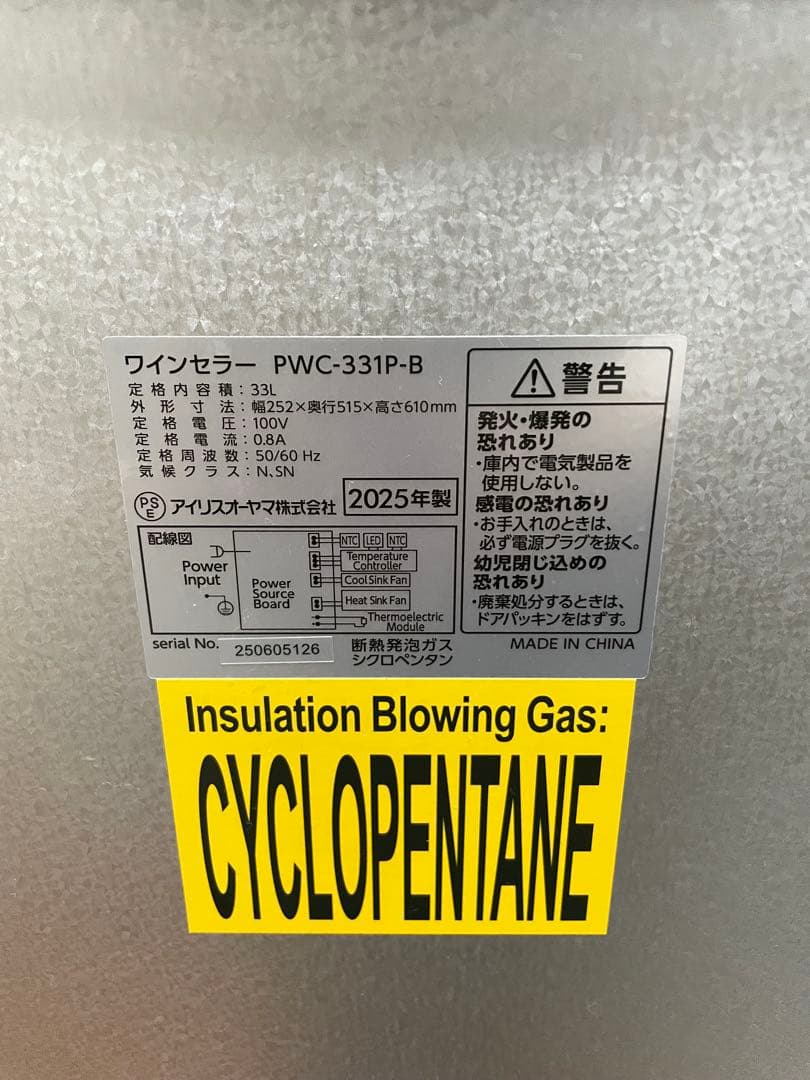 ワインセラー PWC-331P-B
定格内容積：33L
外形寸法：幅252×奥行515×高さ610mm
定格電圧：100V
定格電流：0.8A
定格周波数：50/60 Hz
気候クラス：N、SN
PSE アイリスオーヤマ株式会社 2025年製
配線図
Power Input
Power Source Board
NTC LED NTC
Temperature Controller
Cool Sink Fan
Heat Sink Fan
Thermoelectric Module
serial No. 250605126
断熱発泡ガス
シクロペンタン
警告
発火・爆発の
恐れあり
・庫内で電気製品を
使用しない。
感電の恐れあり
・お手入れのときは、
必ず電源プラグを抜く。
幼児閉じ込めの
恐れあり
・廃棄処分するときは、
ドアパッキンをはずす。
MADE IN CHINA
Insulation Blowing Gas:
CYCLOPENTANE